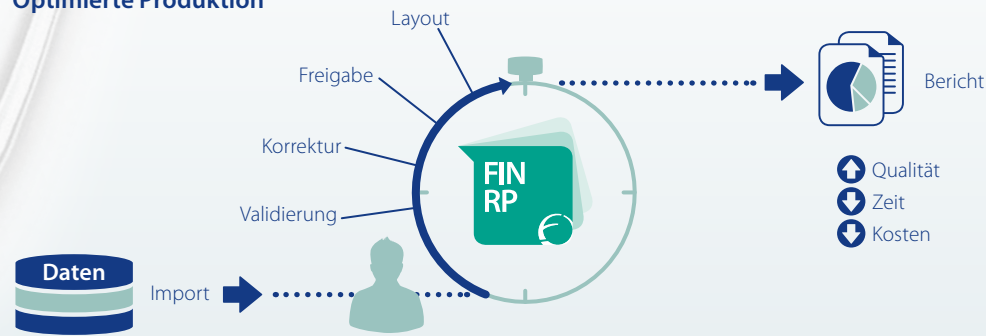 Optimierte Produktion
Layout
Freigabe
Bericht
Korrektur
FIN
RP
Qualität
Zeit
Validierung
Kosten
Daten
Import